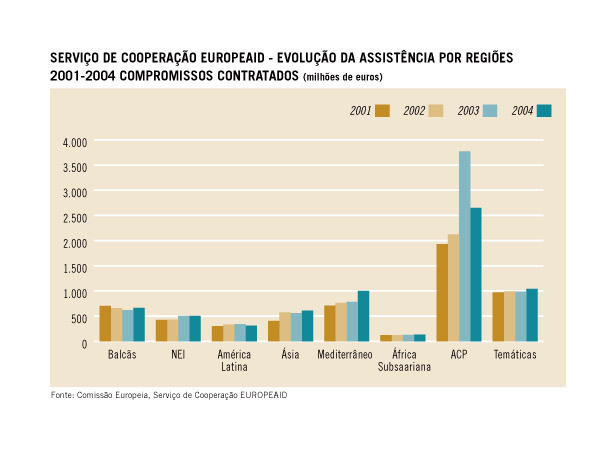 SERVIÇO DE COOPERAÇÃO EUROPEAID - EVOLUÇÃO DA ASSISTÊNCIA POR REGIÕES
2001-2004 COMPROMISSOS CONTRATADOS (milhões de euros)
2001 2002 2003 2004
4.000
3.500
3.000
2.500
2.000
1.500
1.000
500
0
Balcãs NEI América Latina Ásia Mediterrâneo África Subsaariana ACP Temáticas
Fonte: Comissão Europeia, Serviço de Cooperação EUROPEAID